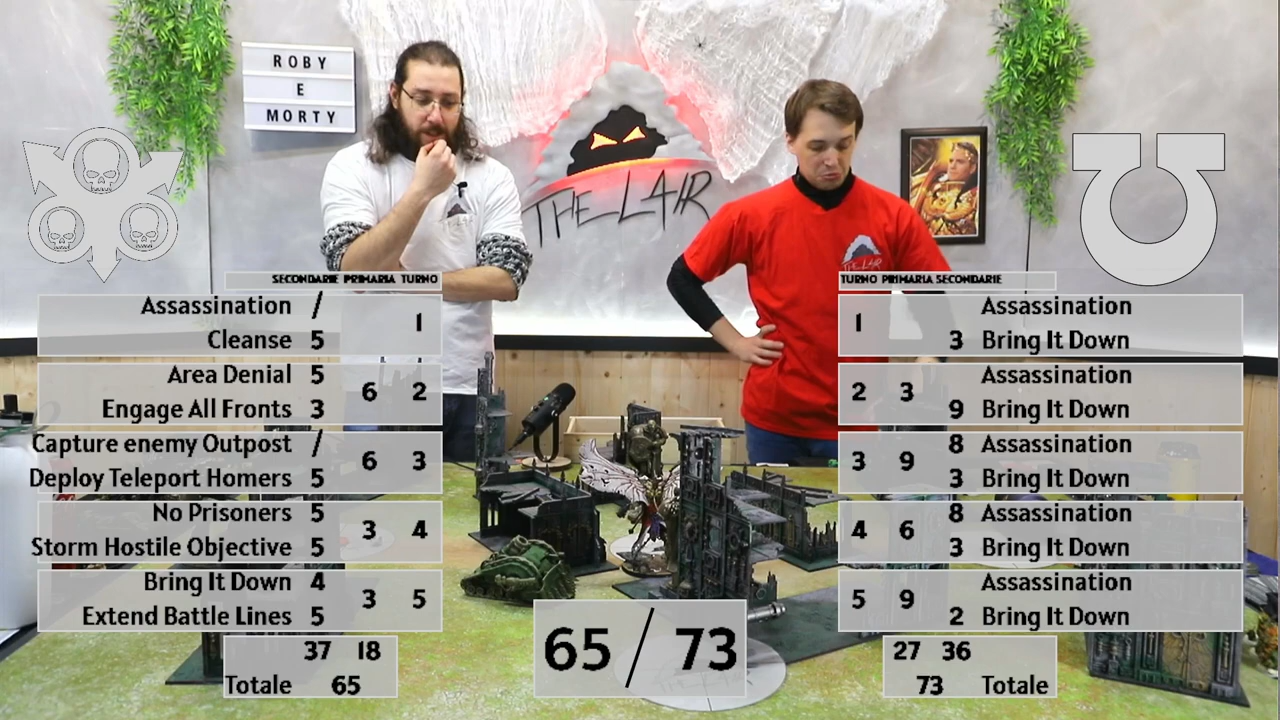 ROBY
E
MORTY
THE LAIR
THE LAIR
SECONDARIE PRIMARIA TURNO
Assassination /
1
Cleanse 5
Area Denial 5
6 2
Engage All Fronts 3
Capture enemy Outpost /
6 3
Deploy Teleport Homers 5
No Prisoners 5
3 4
Storm Hostile Objective 5
Bring It Down 4
3 5
Extend Battle Lines 5
37 18
Totale 65
65 / 73
TURNO PRIMARIA SECONDARIE
Assassination
1
3 Bring It Down
Assassination
2 3
9 Bring It Down
8 Assassination
3 9
3 Bring It Down
8 Assassination
4 6
3 Bring It Down
Assassination
5 9
2 Bring It Down
27 36
73 Totale